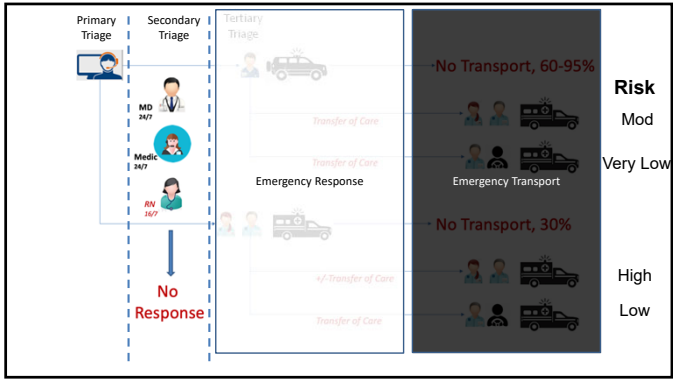 Primary
Triage
Secondary
Triage
Tertiary
Triage
No Transport, 60-95%
Risk
MD
24/7
Transfer of Care
Mod
Medic
24/7
Transfer of Care
Very Low
Emergency Response
Emergency Transport
RN
16/7
No Transport, 30%
No
Response
+/-Transfer of Care
High
Transfer of Care
Low